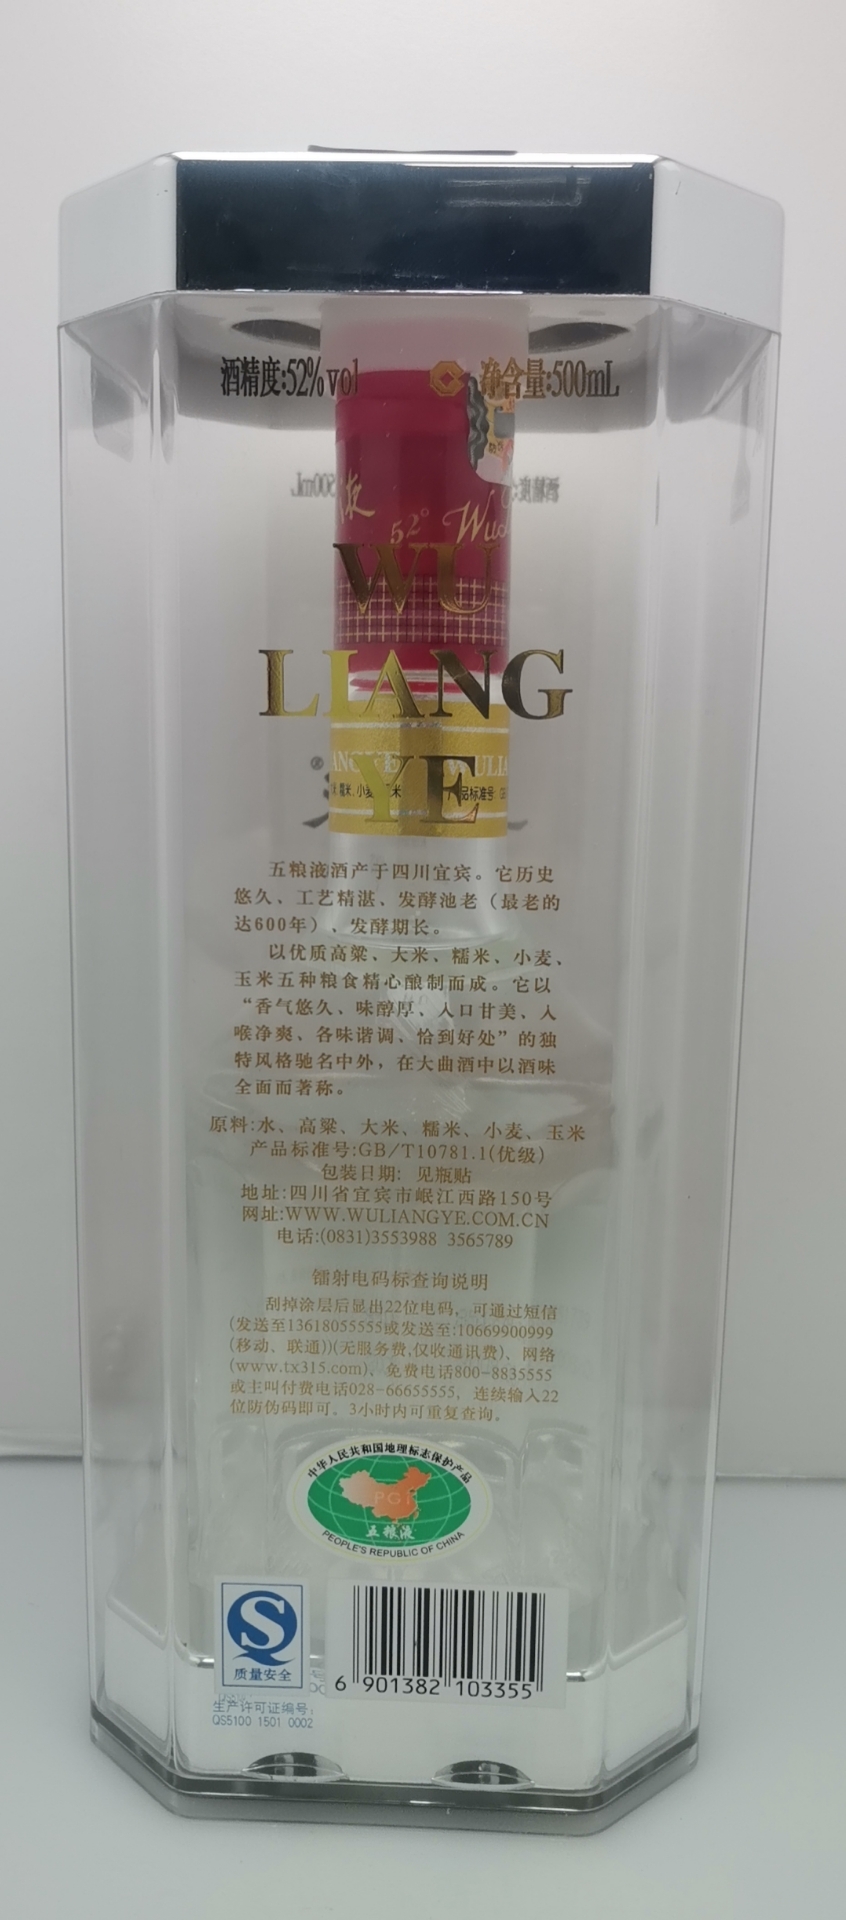 酒精度:52%vol 净含量:500mL
液 52°
WU
LIANG
YE
糯米、小麦、玉米 产品标准号
五粮液酒产于四川宜宾。它历史
悠久、工艺精湛、发酵池老（最老的
达600年）、发酵期长。
以优质高粱、大米、糯米、小麦、
玉米五种粮食精心酿制而成。它以
“香气悠久、味醇厚、入口甘美、入
喉净爽、各味谐调、恰到好处”的独
特风格驰名中外，在大曲酒中以酒味
全面而著称。
原料:水、高粱、大米、糯米、小麦、玉米
产品标准号:GB/T10781.1(优级)
包装日期: 见瓶贴
地址:四川省宜宾市岷江西路150号
网址:WWW.WULIANGYE.COM.CN
电话:(0831)3553988 3565789
镭射电码标查询说明
刮掉涂层后显出22位电码，可通过短信
(发送至13618055555或发送至:10669900999
(移动、联通))(无服务费,仅收通讯费)、网络
(www.tx315.com)、免费电话800-8835555
或主叫付费电话028-66655555，连续输入22
位防伪码即可。3小时内可重复查询。
中华人民共和国地理标志保护产品
PGI
五粮液
PEOPLE'S REPUBLIC OF CHINA
质量安全
6 901382 103355
生产许可证编号:
QS5100 1501 0002